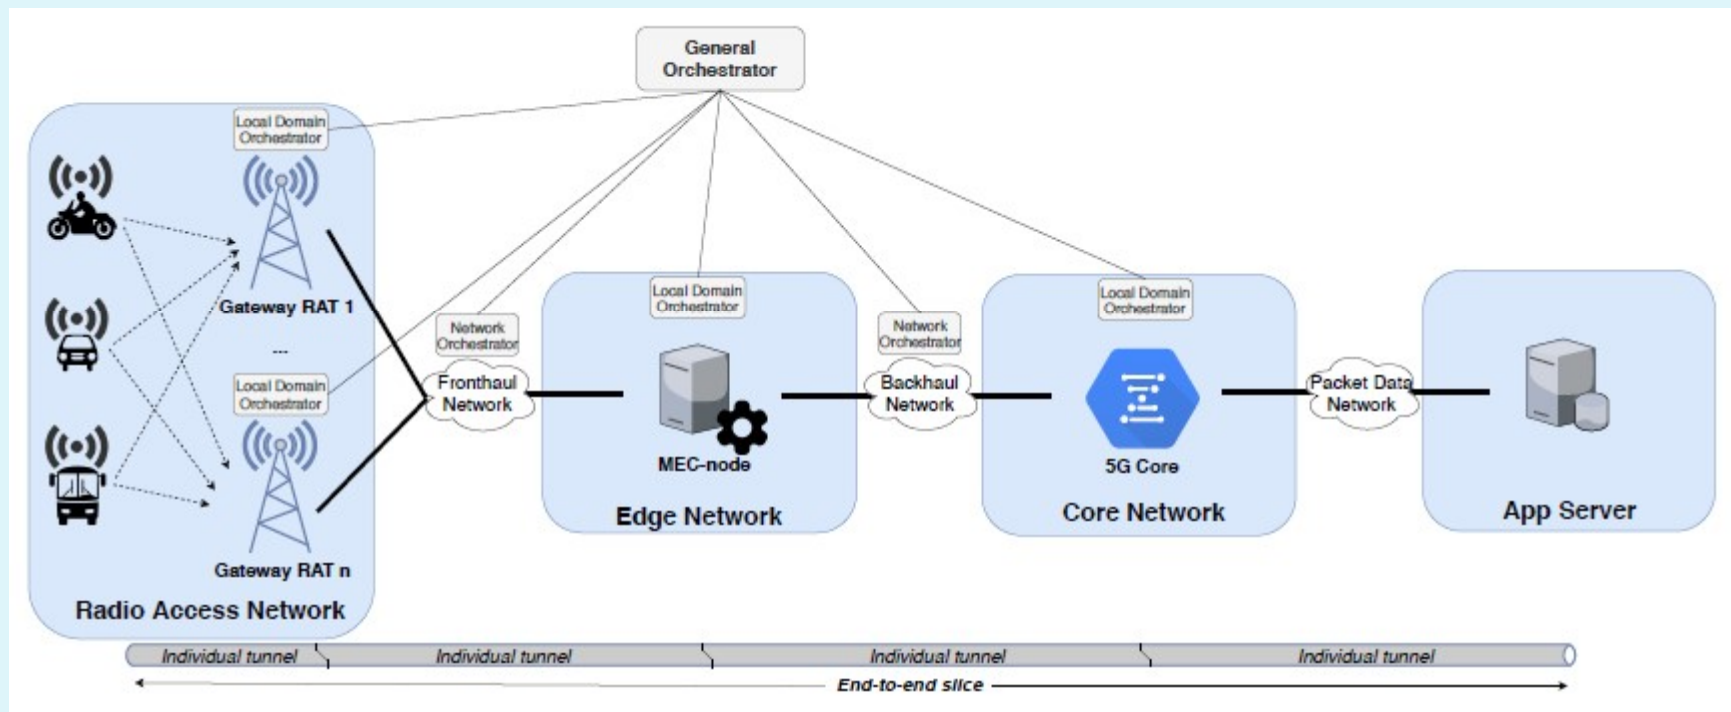 General
Orchestrator
Local Domain
Orchestrator
Gateway RAT 1
...
Local Domain
Orchestrator
Gateway RAT n
Radio Access Network
Network
Orchestrator
Fronthaul
Network
Local Domain
Orchestrator
MEC-node
Edge Network
Network
Orchestrator
Backhaul
Network
Local Domain
Orchestrator
5G Core
Core Network
Packet Data
Network
App Server
Individual tunnel
Individual tunnel
Individual tunnel
Individual tunnel
End-to-end slice